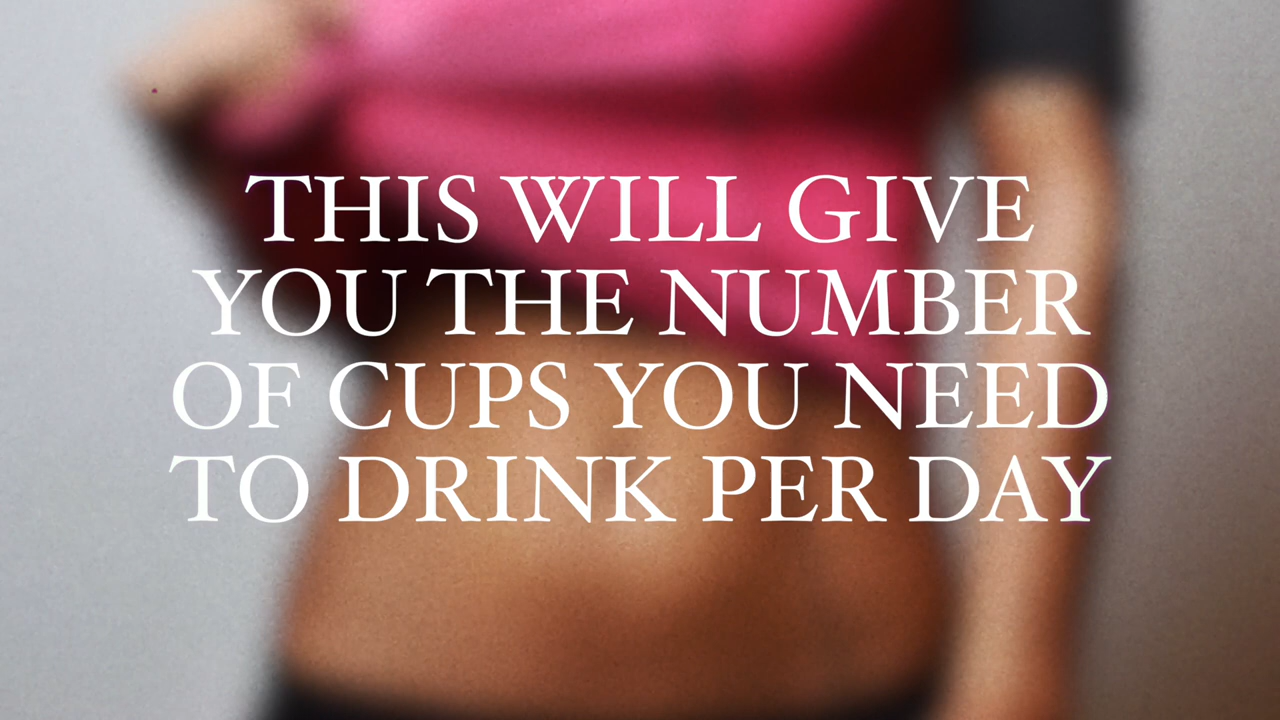 THIS WILL GIVE
YOU THE NUMBER
OF CUPS YOU NEED
TO DRINK PER DAY